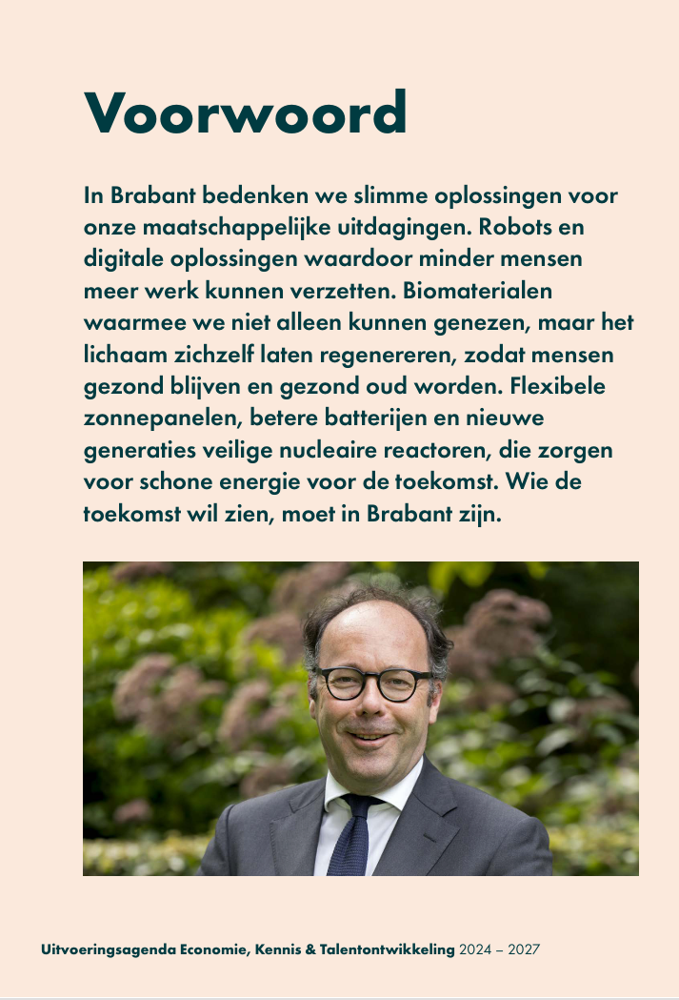 Voorwoord
In Brabant bedenken we slimme oplossingen voor
onze maatschappelijke uitdagingen. Robots en
digitale oplossingen waardoor minder mensen
meer werk kunnen verzetten. Biomaterialen
waarmee we niet alleen kunnen genezen, maar het
lichaam zichzelf laten regenereren, zodat mensen
gezond blijven en gezond oud worden. Flexibele
zonnepanelen, betere batterijen en nieuwe
generaties veilige nucleaire reactoren, die zorgen
voor schone energie voor de toekomst. Wie de
toekomst wil zien, moet in Brabant zijn.
Uitvoeringsagenda Economie, Kennis & Talentontwikkeling 2024 – 2027